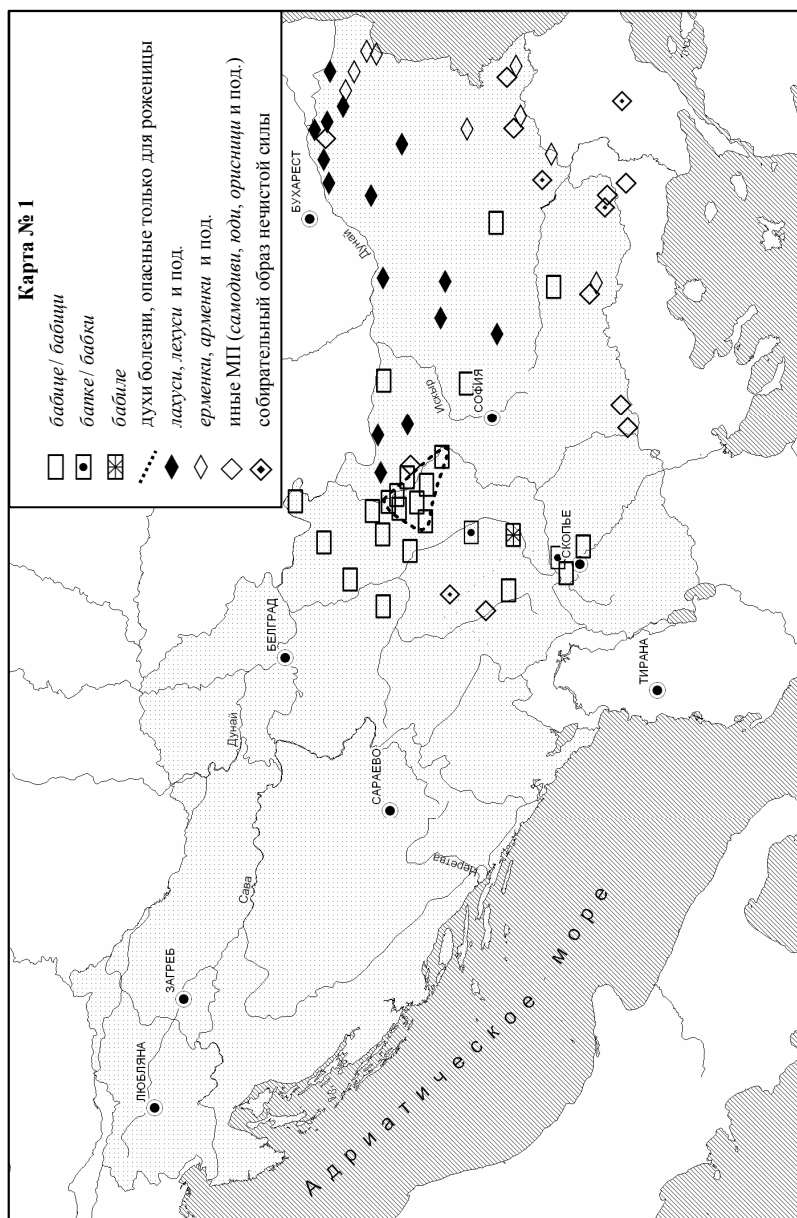 Карта № 1
бабице/ бабици
бапке/ бабки
бабиле
духи болезни, опасные только для роженицы
лахуси, лехуси и под.
ерменки, арменки и под.
иные МП (самодиви, юди, орисници и под.)
собирательный образ нечистой силы
ЛЮБЛЯНА
ЗАГРЕБ
Сава
Дунай
БЕЛГРАД
САРАЕВО
Неретва
БУХАРЕСТ
Дунай
Искыр
СОФИЯ
СКОПЬЕ
ТИРАНА
Адриатическое море